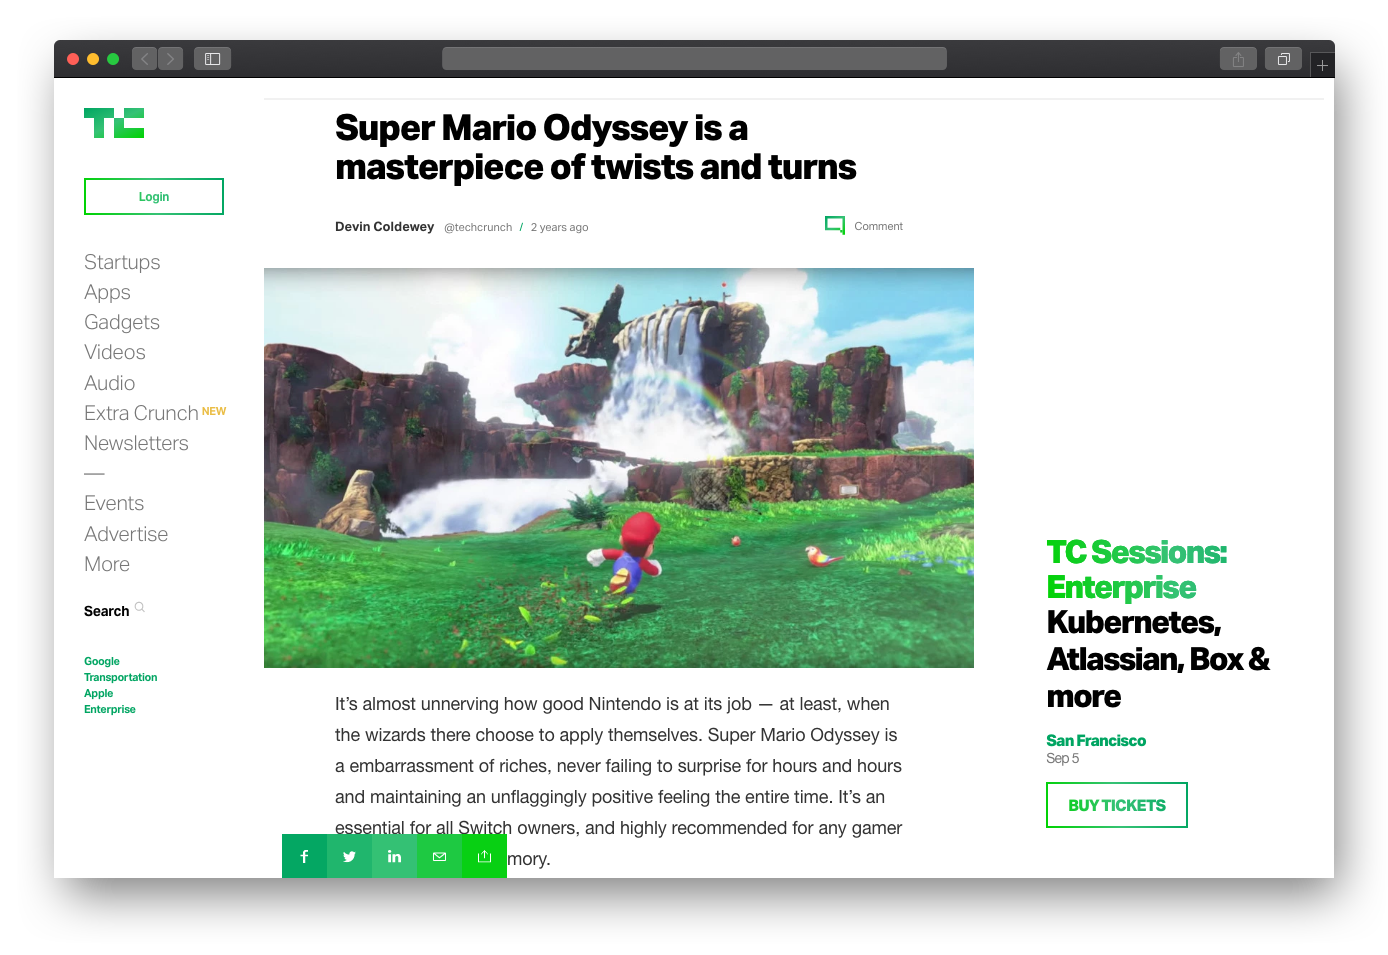 TC
Login
Startups
Apps
Gadgets
Videos
Audio
Extra Crunch NEW
Newsletters
—
Events
Advertise
More
Search
Google
Transportation
Apple
Enterprise
Super Mario Odyssey is a
masterpiece of twists and turns
Devin Coldewey @techcrunch / 2 years ago
Comment
It’s almost unnerving how good Nintendo is at its job — at least, when
the wizards there choose to apply themselves. Super Mario Odyssey is
a embarrassment of riches, never failing to surprise for hours and hours
and maintaining an unflaggingly positive feeling the entire time. It’s an
essential for all Switch owners, and highly recommended for any gamer
mory.
TC Sessions:
Enterprise
Kubernetes,
Atlassian, Box &
more
San Francisco
Sep 5
BUY TICKETS